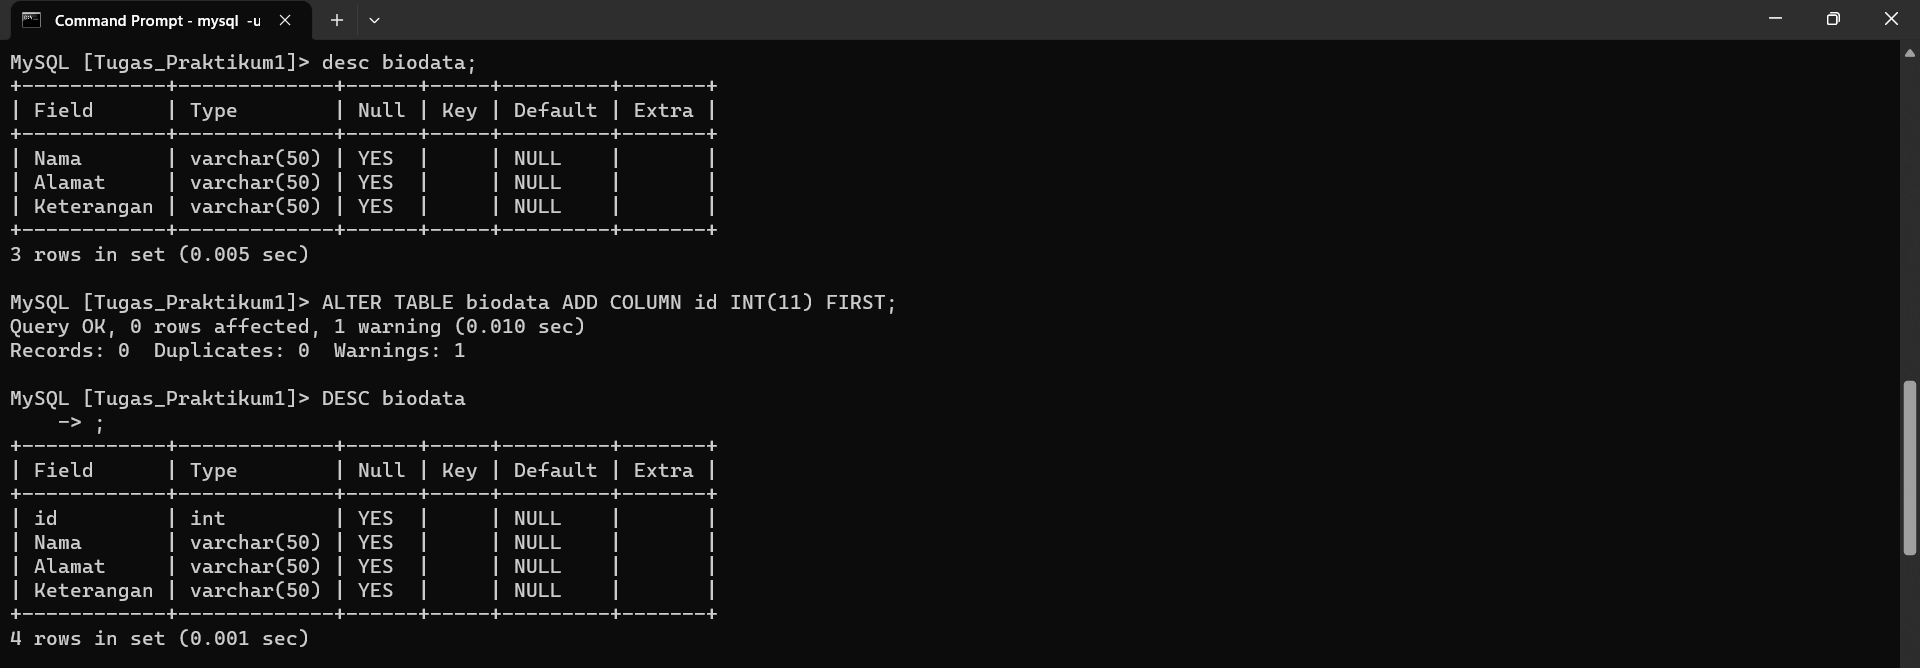 Command Prompt - mysql -u
MySQL [Tugas_Praktikum1]> desc biodata;
+------------+-------------+------+-----+---------+-------+
| Field      | Type        | Null | Key | Default | Extra |
+------------+-------------+------+-----+---------+-------+
| Nama       | varchar(50) | YES  |     | NULL    |       |
| Alamat     | varchar(50) | YES  |     | NULL    |       |
| Keterangan | varchar(50) | YES  |     | NULL    |       |
+------------+-------------+------+-----+---------+-------+
3 rows in set (0.005 sec)
MySQL [Tugas_Praktikum1]> ALTER TABLE biodata ADD COLUMN id INT(11) FIRST;
Query OK, 0 rows affected, 1 warning (0.010 sec)
Records: 0  Duplicates: 0  Warnings: 1
MySQL [Tugas_Praktikum1]> DESC biodata
    -> ;
+------------+-------------+------+-----+---------+-------+
| Field      | Type        | Null | Key | Default | Extra |
+------------+-------------+------+-----+---------+-------+
| id         | int         | YES  |     | NULL    |       |
| Nama       | varchar(50) | YES  |     | NULL    |       |
| Alamat     | varchar(50) | YES  |     | NULL    |       |
| Keterangan | varchar(50) | YES  |     | NULL    |       |
+------------+-------------+------+-----+---------+-------+
4 rows in set (0.001 sec)